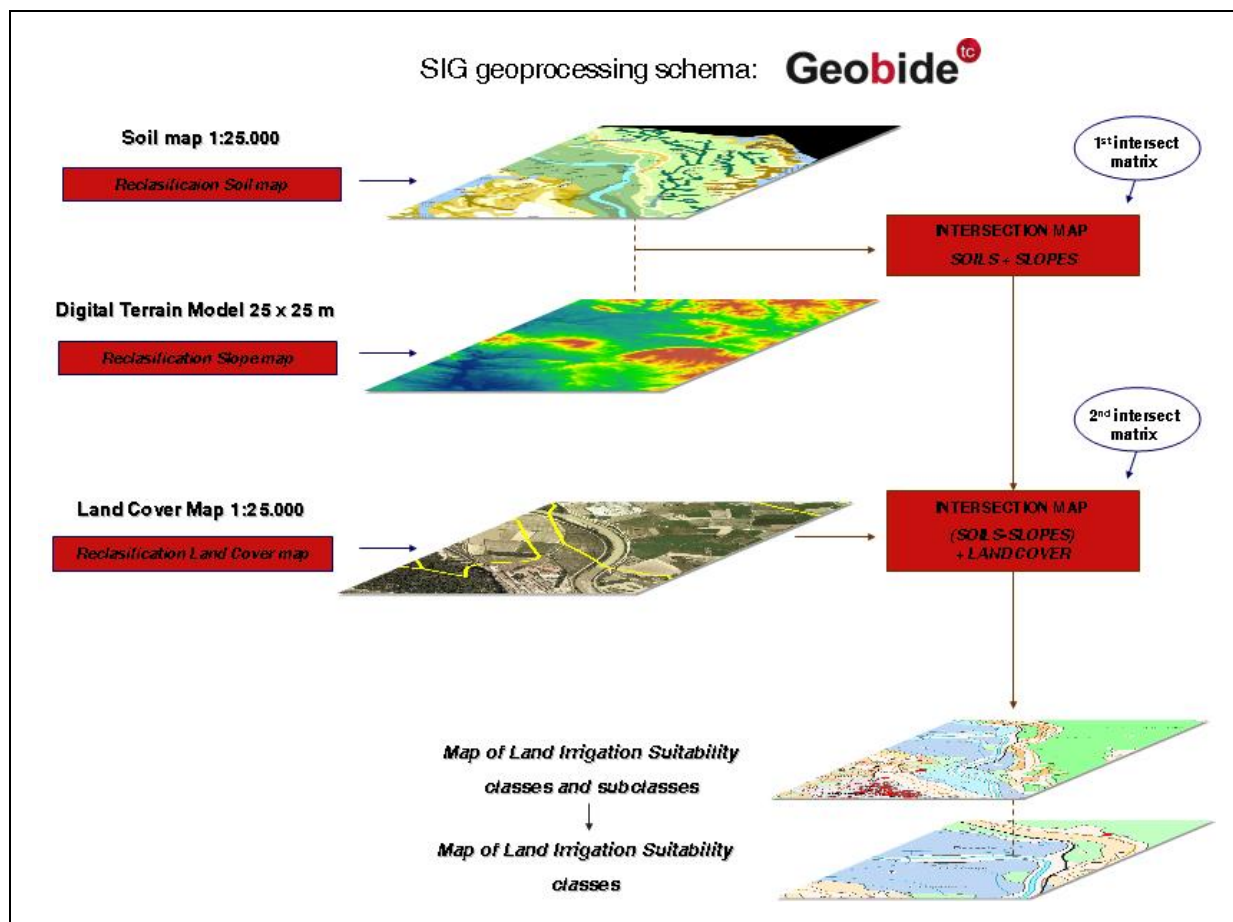 SIG geoprocessing schema: Geobide tc
Soil map 1:25.000
Reclasificaion Soil map
1st intersect
matrix
INTERSECTION MAP
SOILS + SLOPES
Digital Terrain Model 25 x 25 m
Reclasification Slope map
2nd intersect
matrix
Land Cover Map 1:25.000
Reclasification Land Cover map
INTERSECTION MAP
(SOILS-SLOPES)
+ LAND COVER
Map of Land Irrigation Suitability
classes and subclasses
Map of Land Irrigation Suitability
classes